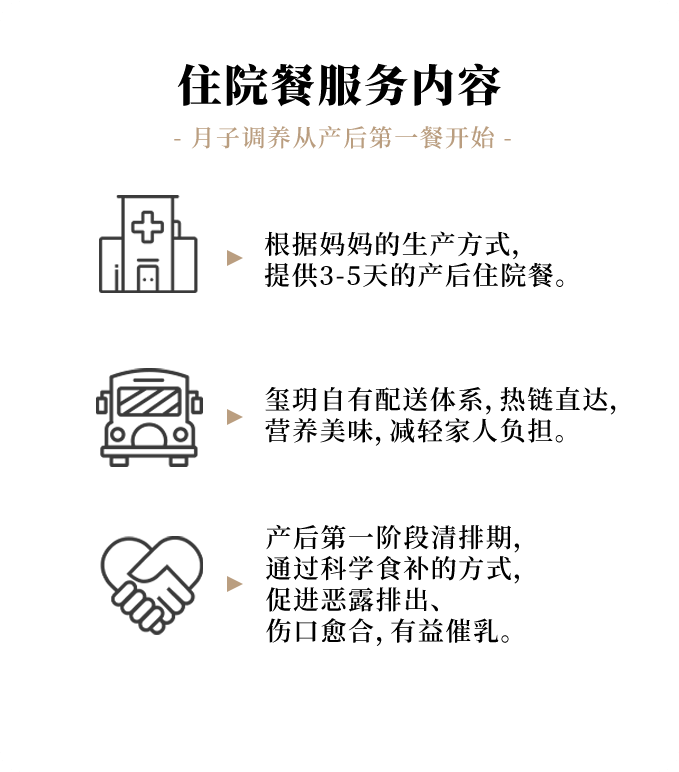 住院餐服务内容
- 月子调养从产后第一餐开始 -
根据妈妈的生产方式,
提供3-5天的产后住院餐。
玺玥自有配送体系, 热链直达,
营养美味, 减轻家人负担。
产后第一阶段清排期,
通过科学食补的方式,
促进恶露排出、
伤口愈合, 有益催乳。